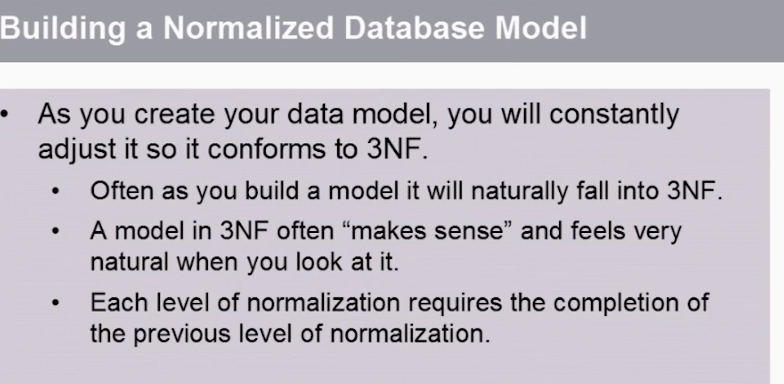 Building a Normalized Database Model
• As you create your data model, you will constantly
adjust it so it conforms to 3NF.
• Often as you build a model it will naturally fall into 3NF.
• A model in 3NF often “makes sense” and feels very
natural when you look at it.
• Each level of normalization requires the completion of
the previous level of normalization.